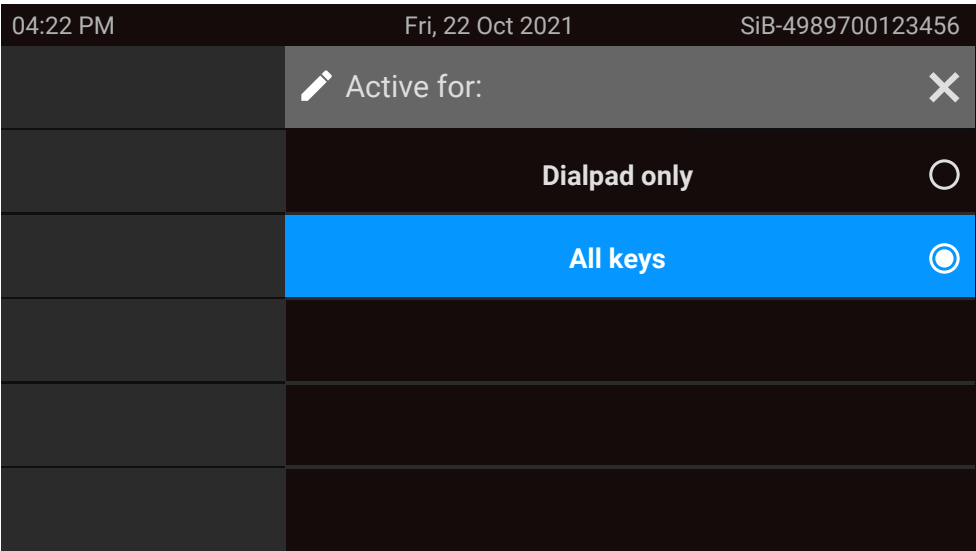 04:22 PM Fri, 22 Oct 2021 SiB-4989700123456
Active for:
Dialpad only
All keys